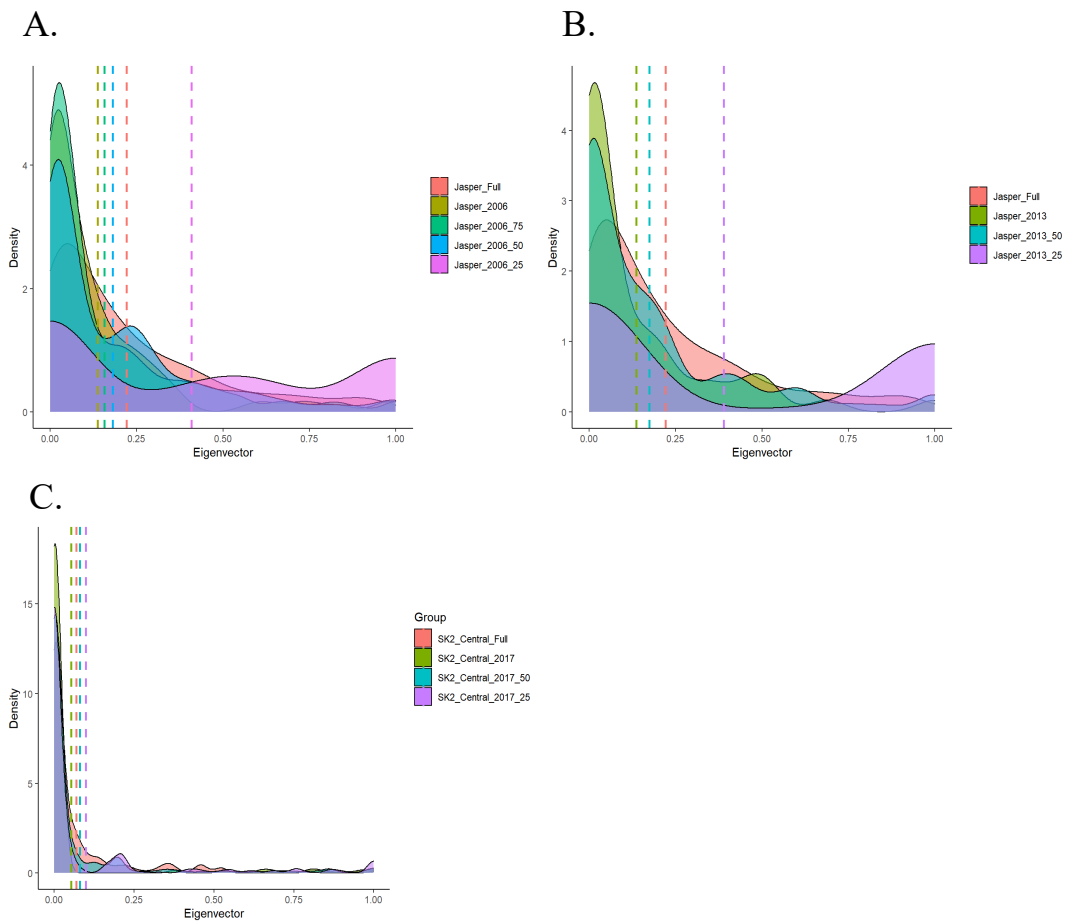 A.
Density
4
2
0
0.00 0.25 0.50 0.75 1.00
Eigenvector
Jasper_Full
Jasper_2006
Jasper_2006_75
Jasper_2006_50
Jasper_2006_25
B.
Density
4
3
2
1
0
0.00 0.25 0.50 0.75 1.00
Eigenvector
Jasper_Full
Jasper_2013
Jasper_2013_50
Jasper_2013_25
C.
Density
15
10
5
0
0.00 0.25 0.50 0.75 1.00
Eigenvector
Group
SK2_Central_Full
SK2_Central_2017
SK2_Central_2017_50
SK2_Central_2017_25